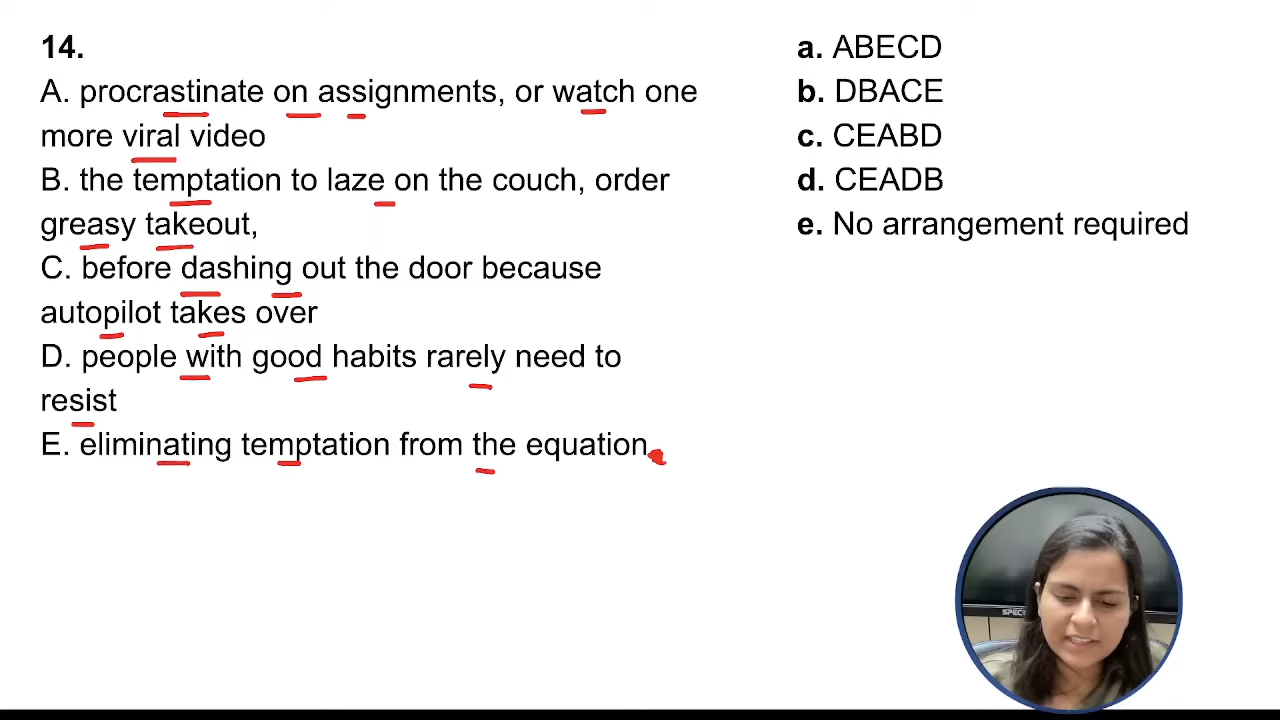 14.
A. procrastinate on assignments, or watch one
more viral video
B. the temptation to laze on the couch, order
greasy takeout,
C. before dashing out the door because
autopilot takes over
D. people with good habits rarely need to
resist
E. eliminating temptation from the equation.
a. ABECD
b. DBACE
c. CEABD
d. CEADB
e. No arrangement required